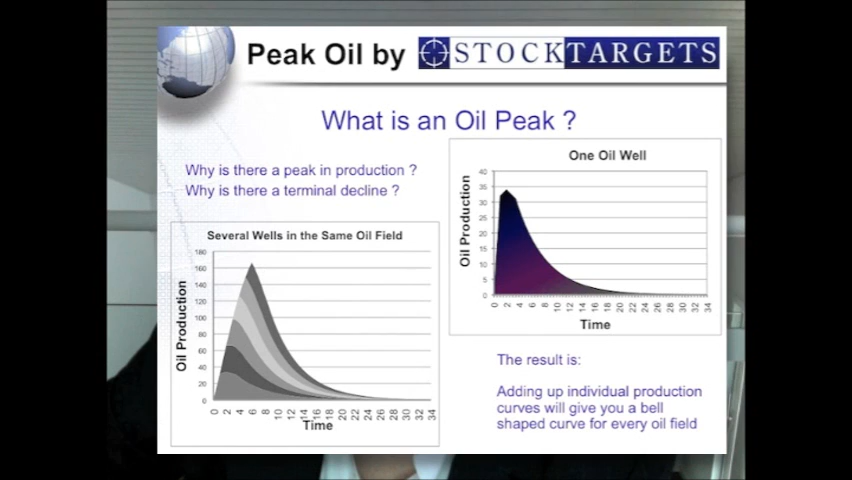 Peak Oil by STOCKTARGETS
What is an Oil Peak ?
Why is there a peak in production ?
Why is there a terminal decline ?
One Oil Well
Oil Production
40
35
30
25
20
15
10
5
0
0 2 4 6 8 10 12 14 16 18 20 22 24 26 28 30 32 34
Time
Several Wells in the Same Oil Field
Oil Production
180
160
140
120
100
80
60
40
20
0
0 2 4 6 8 10 12 14 16 18 20 22 24 26 28 30 32 34
Time
The result is:
Adding up individual production
curves will give you a bell
shaped curve for every oil field